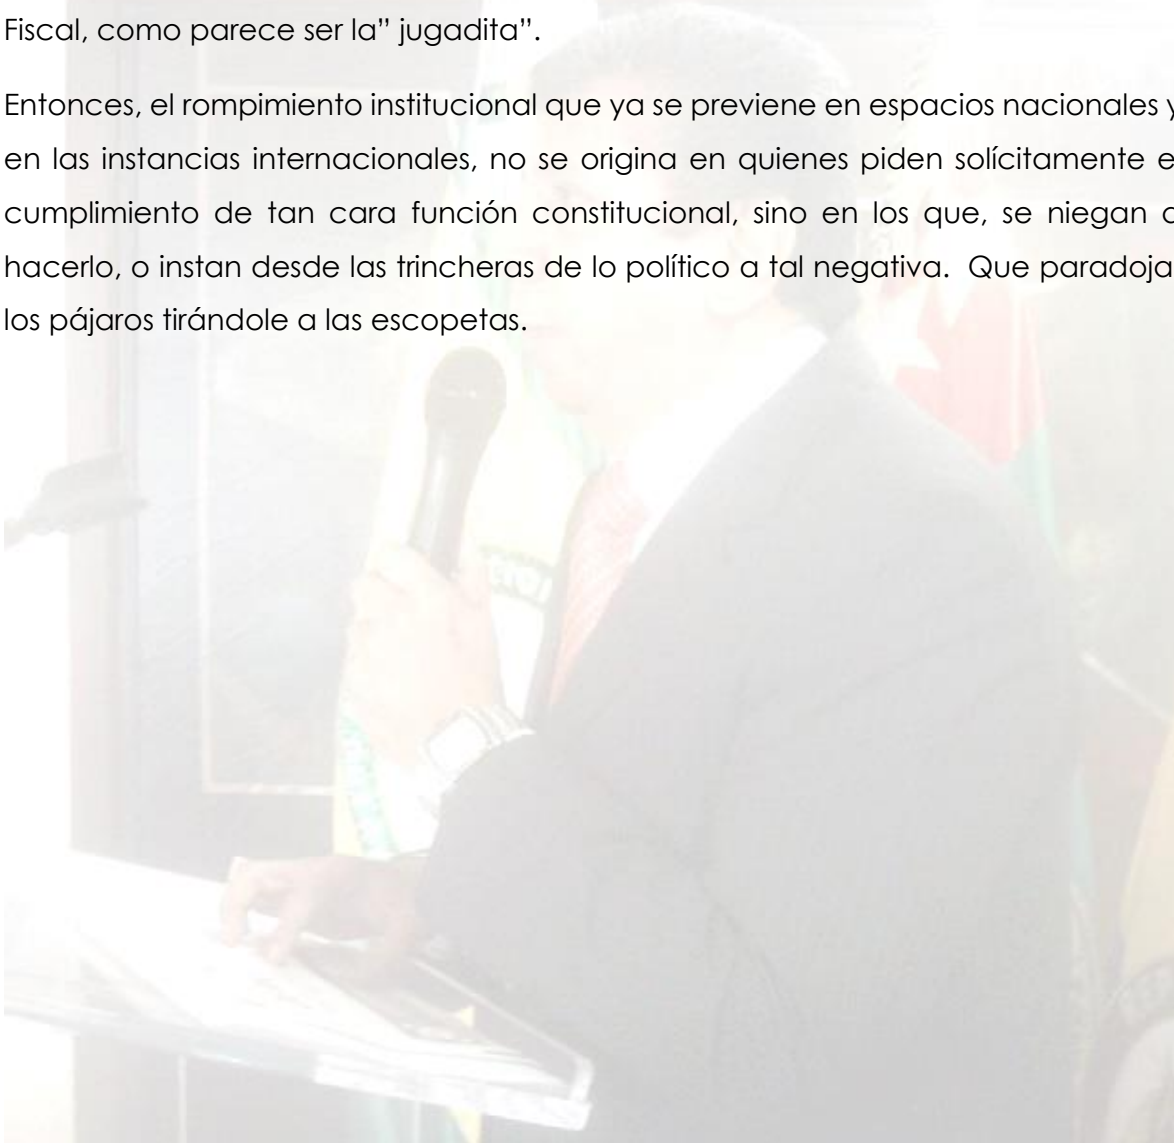 Fiscal, como parece ser la” jugadita”.
Entonces, el rompimiento institucional que ya se previene en espacios nacionales y
en las instancias internacionales, no se origina en quienes piden solícitamente e
cumplimiento de tan cara función constitucional, sino en los que, se niegan a
hacerlo, o instan desde las trincheras de lo político a tal negativa.  Que paradoja
los pájaros tirándole a las escopetas.